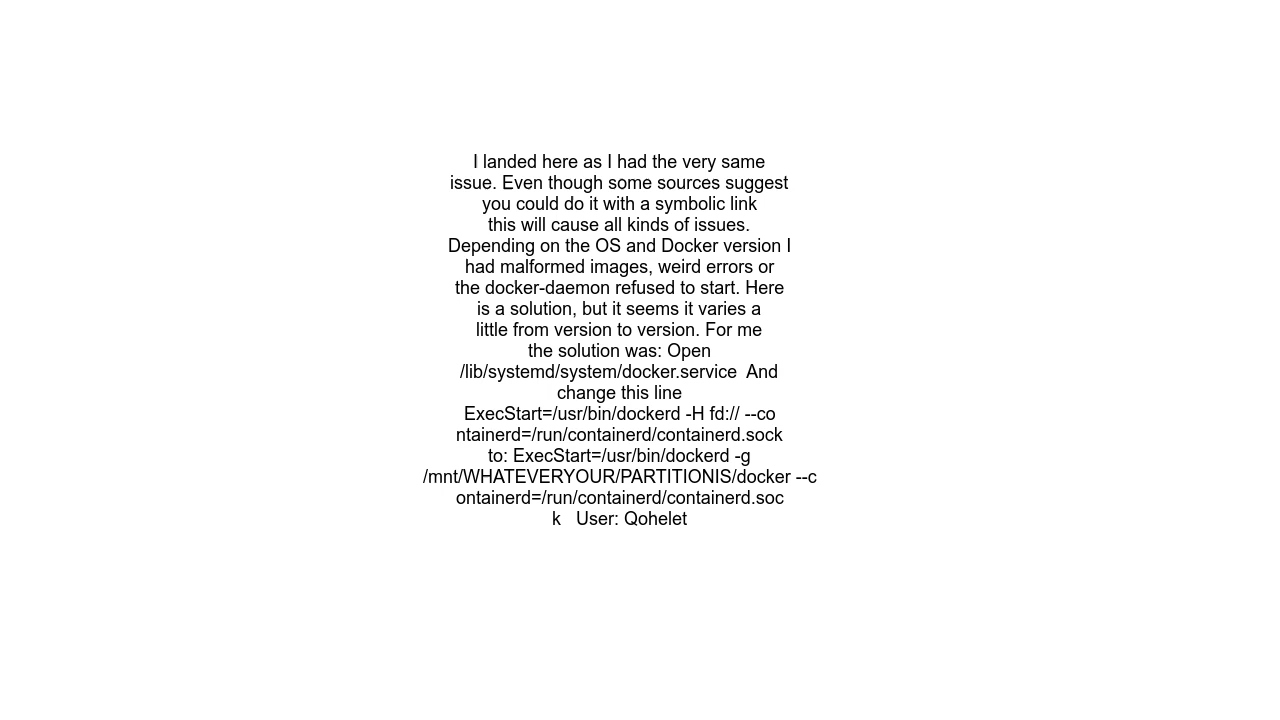 I landed here as I had the very same
issue. Even though some sources suggest
you could do it with a symbolic link
this will cause all kinds of issues.
Depending on the OS and Docker version I
had malformed images, weird errors or
the docker-daemon refused to start. Here
is a solution, but it seems it varies a
little from version to version. For me
the solution was: Open
/lib/systemd/system/docker.service  And
change this line
ExecStart=/usr/bin/dockerd -H fd:// --co
ntainerd=/run/containerd/containerd.sock
to: ExecStart=/usr/bin/dockerd -g
/mnt/WHATEVERYOUR/PARTITIONIS/docker --c
ontainerd=/run/containerd/containerd.soc
k   User: Qohelet